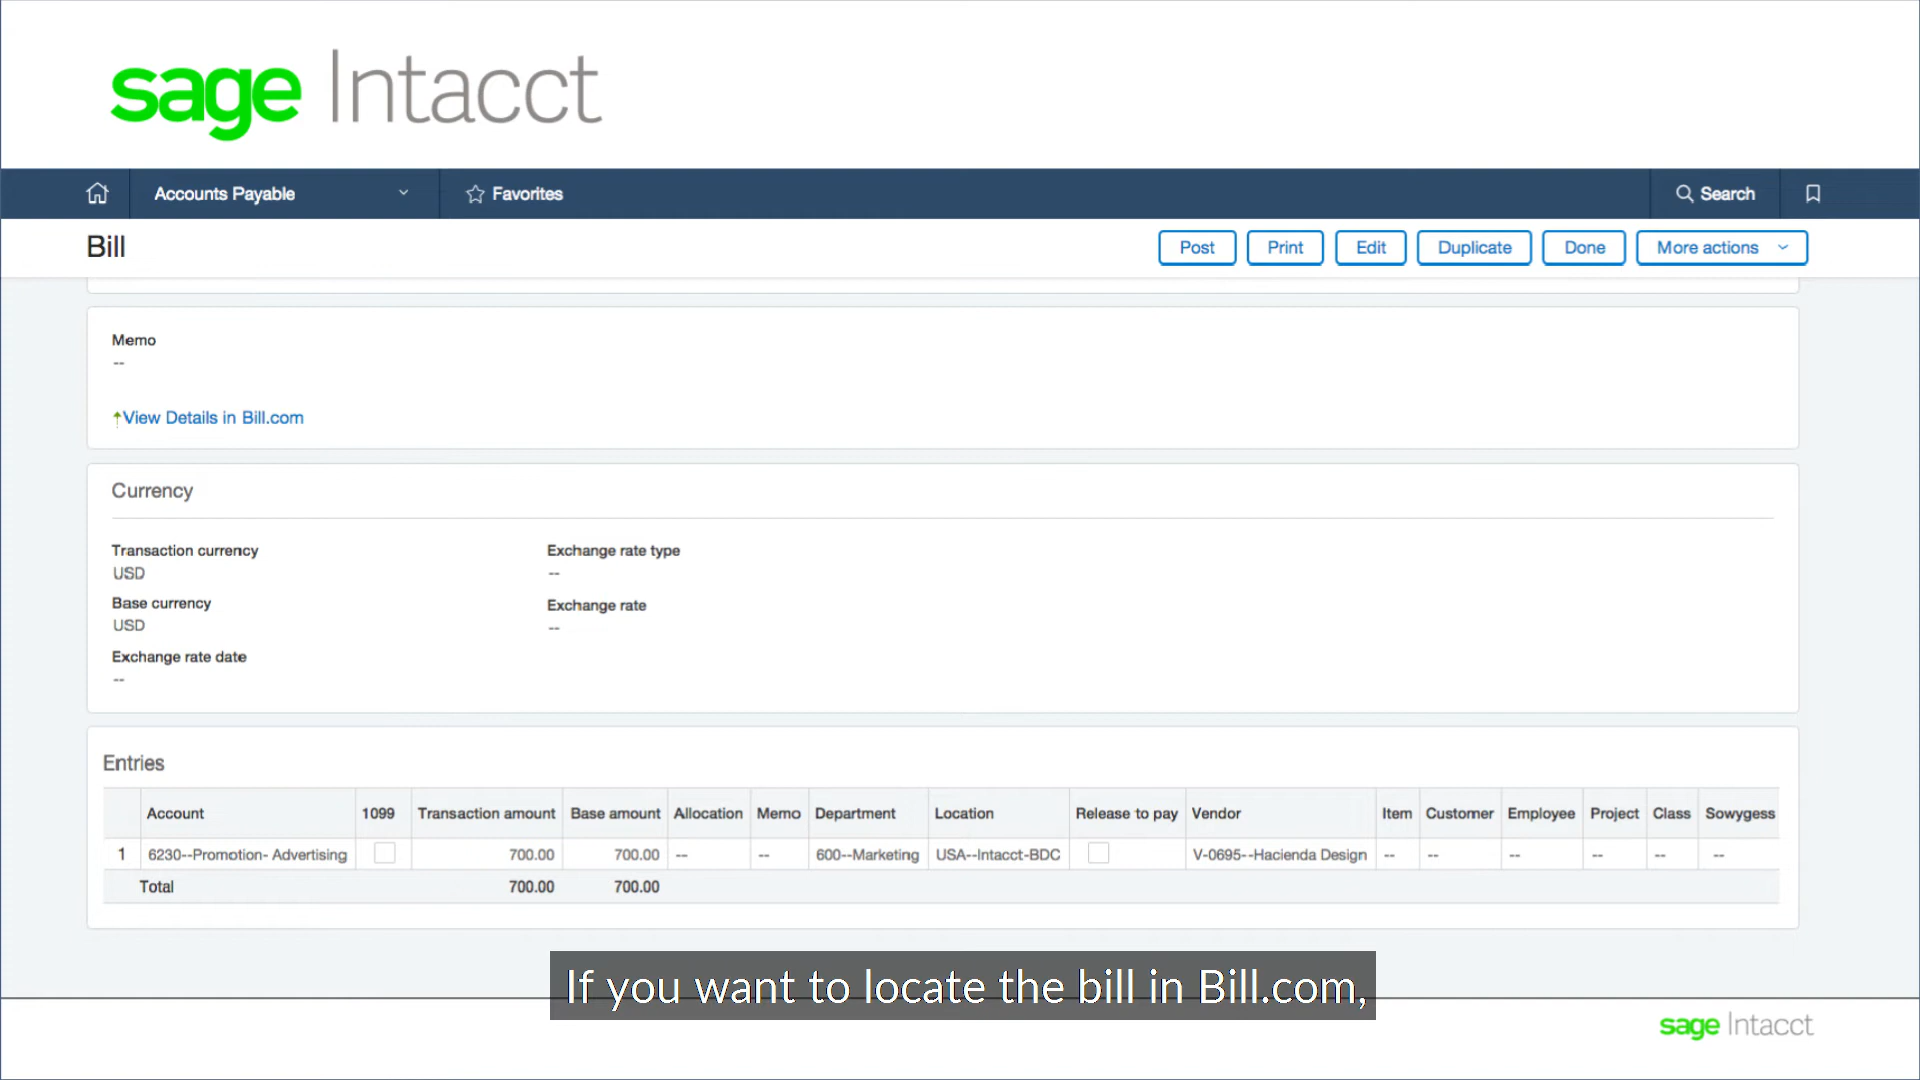 sage Intacct
Accounts Payable Favorites Search
Bill Post Print Edit Duplicate Done More actions
Memo
--
View Details in Bill.com
Currency
Transaction currency Exchange rate type
USD --
Base currency Exchange rate
USD --
Exchange rate date
--
Entries
Account 1099 Transaction amount Base amount Allocation Memo Department Location Release to pay Vendor Item Customer Employee Project Class Sowygess
1 6230--Promotion- Advertising 700.00 700.00 -- -- 600--Marketing USA--Intacct-BDC V-0695--Hacienda Design -- -- -- -- -- --
Total 700.00 700.00
If you want to locate the bill in Bill.com,
sage Intacct